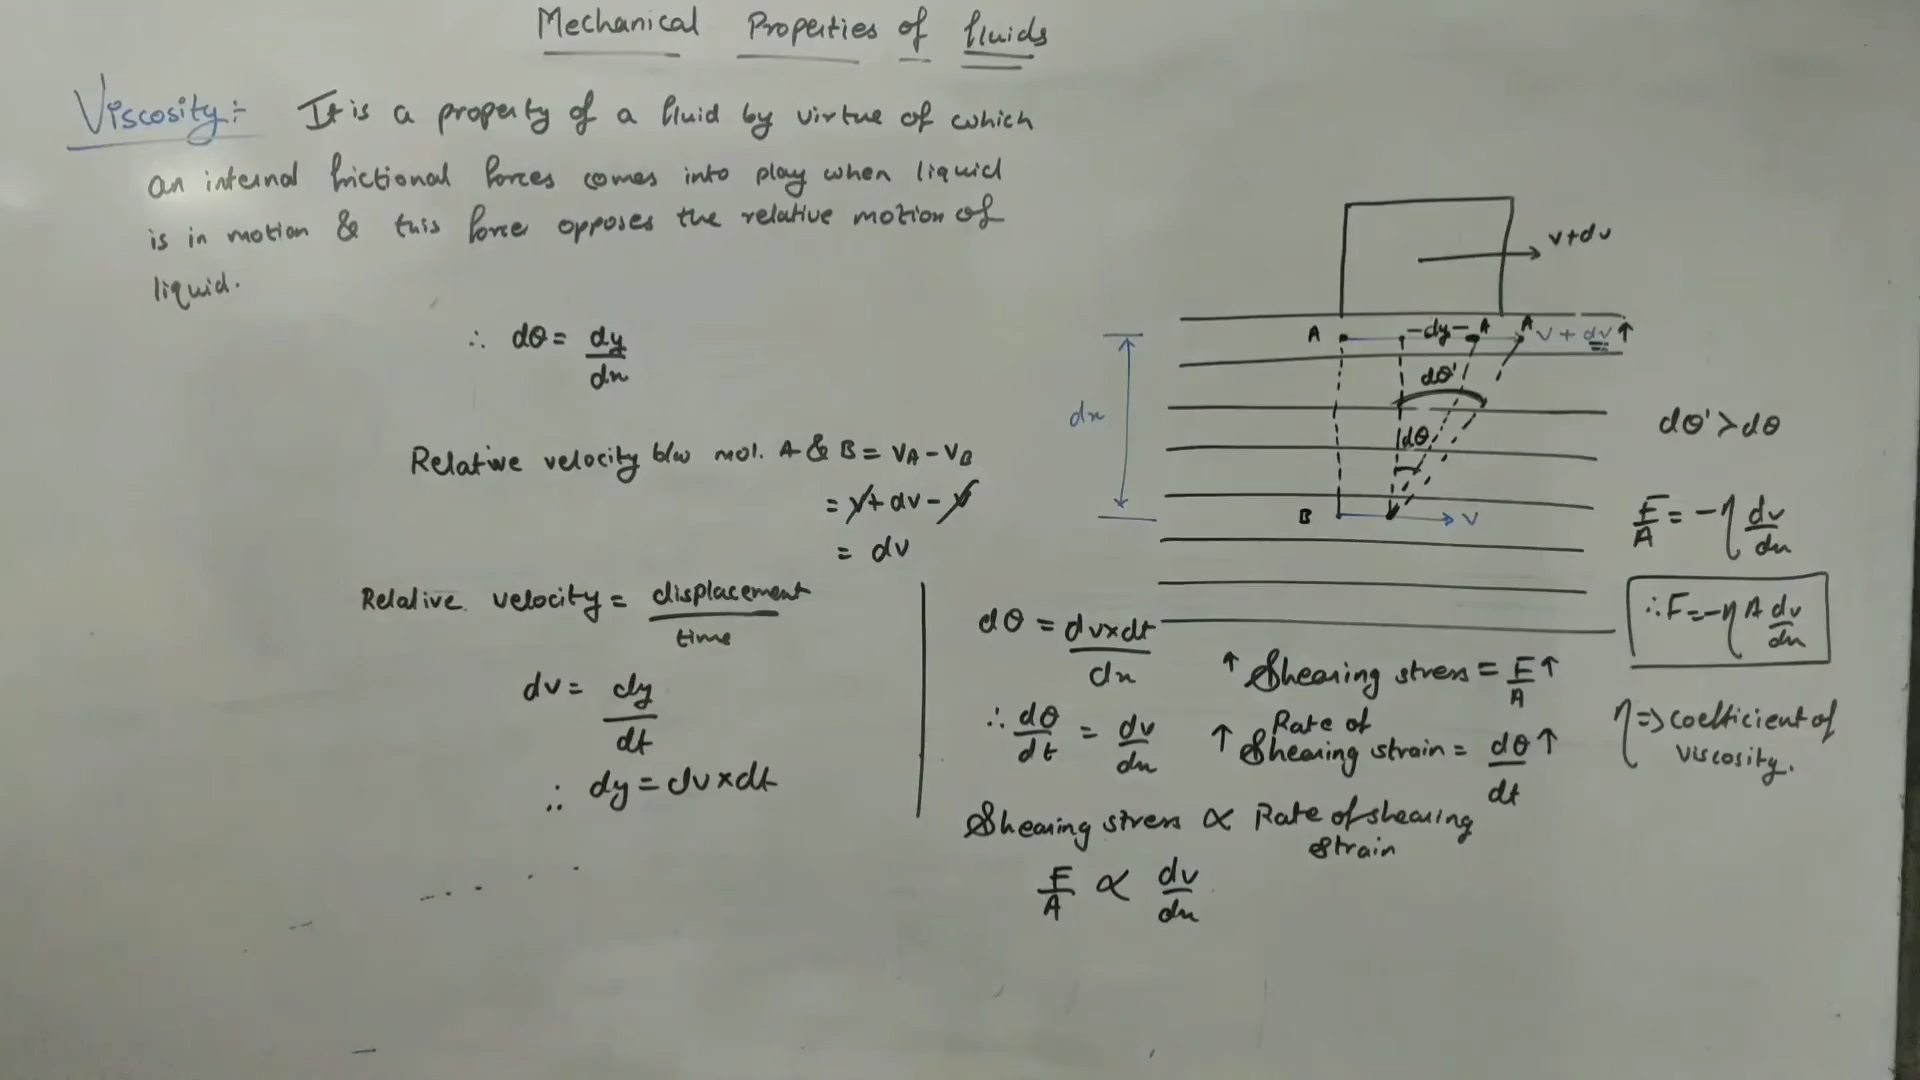 Mechanical Properties of fluids
Viscosity:- It is a property of a fluid by virtue of which
an internal frictional forces comes into play when liquid
is in motion & this force opposes the relative motion of
liquid.
∴ dθ = dy/dx
Relative velocity b/w mol. A & B = VA - VB
= V + dv - V
= dv
Relative velocity = displacement/time
dv = dy/dt
∴ dy = dv x dt
v+dv
A -dy- A A V + dv ↑
dθ'
dx
dθ
B V
dθ' > dθ
F/A = -η dv/dx
∴ F = -η A dv/dx
η => coefficient of
viscosity.
dθ = dv x dt/dx
∴ dθ/dt = dv/dx
↑ Shearing stress = F/A ↑
↑ Rate of
Shearing strain = dθ/dt ↑
Shearing stress ∝ Rate of shearing
strain
F/A ∝ dv/dx